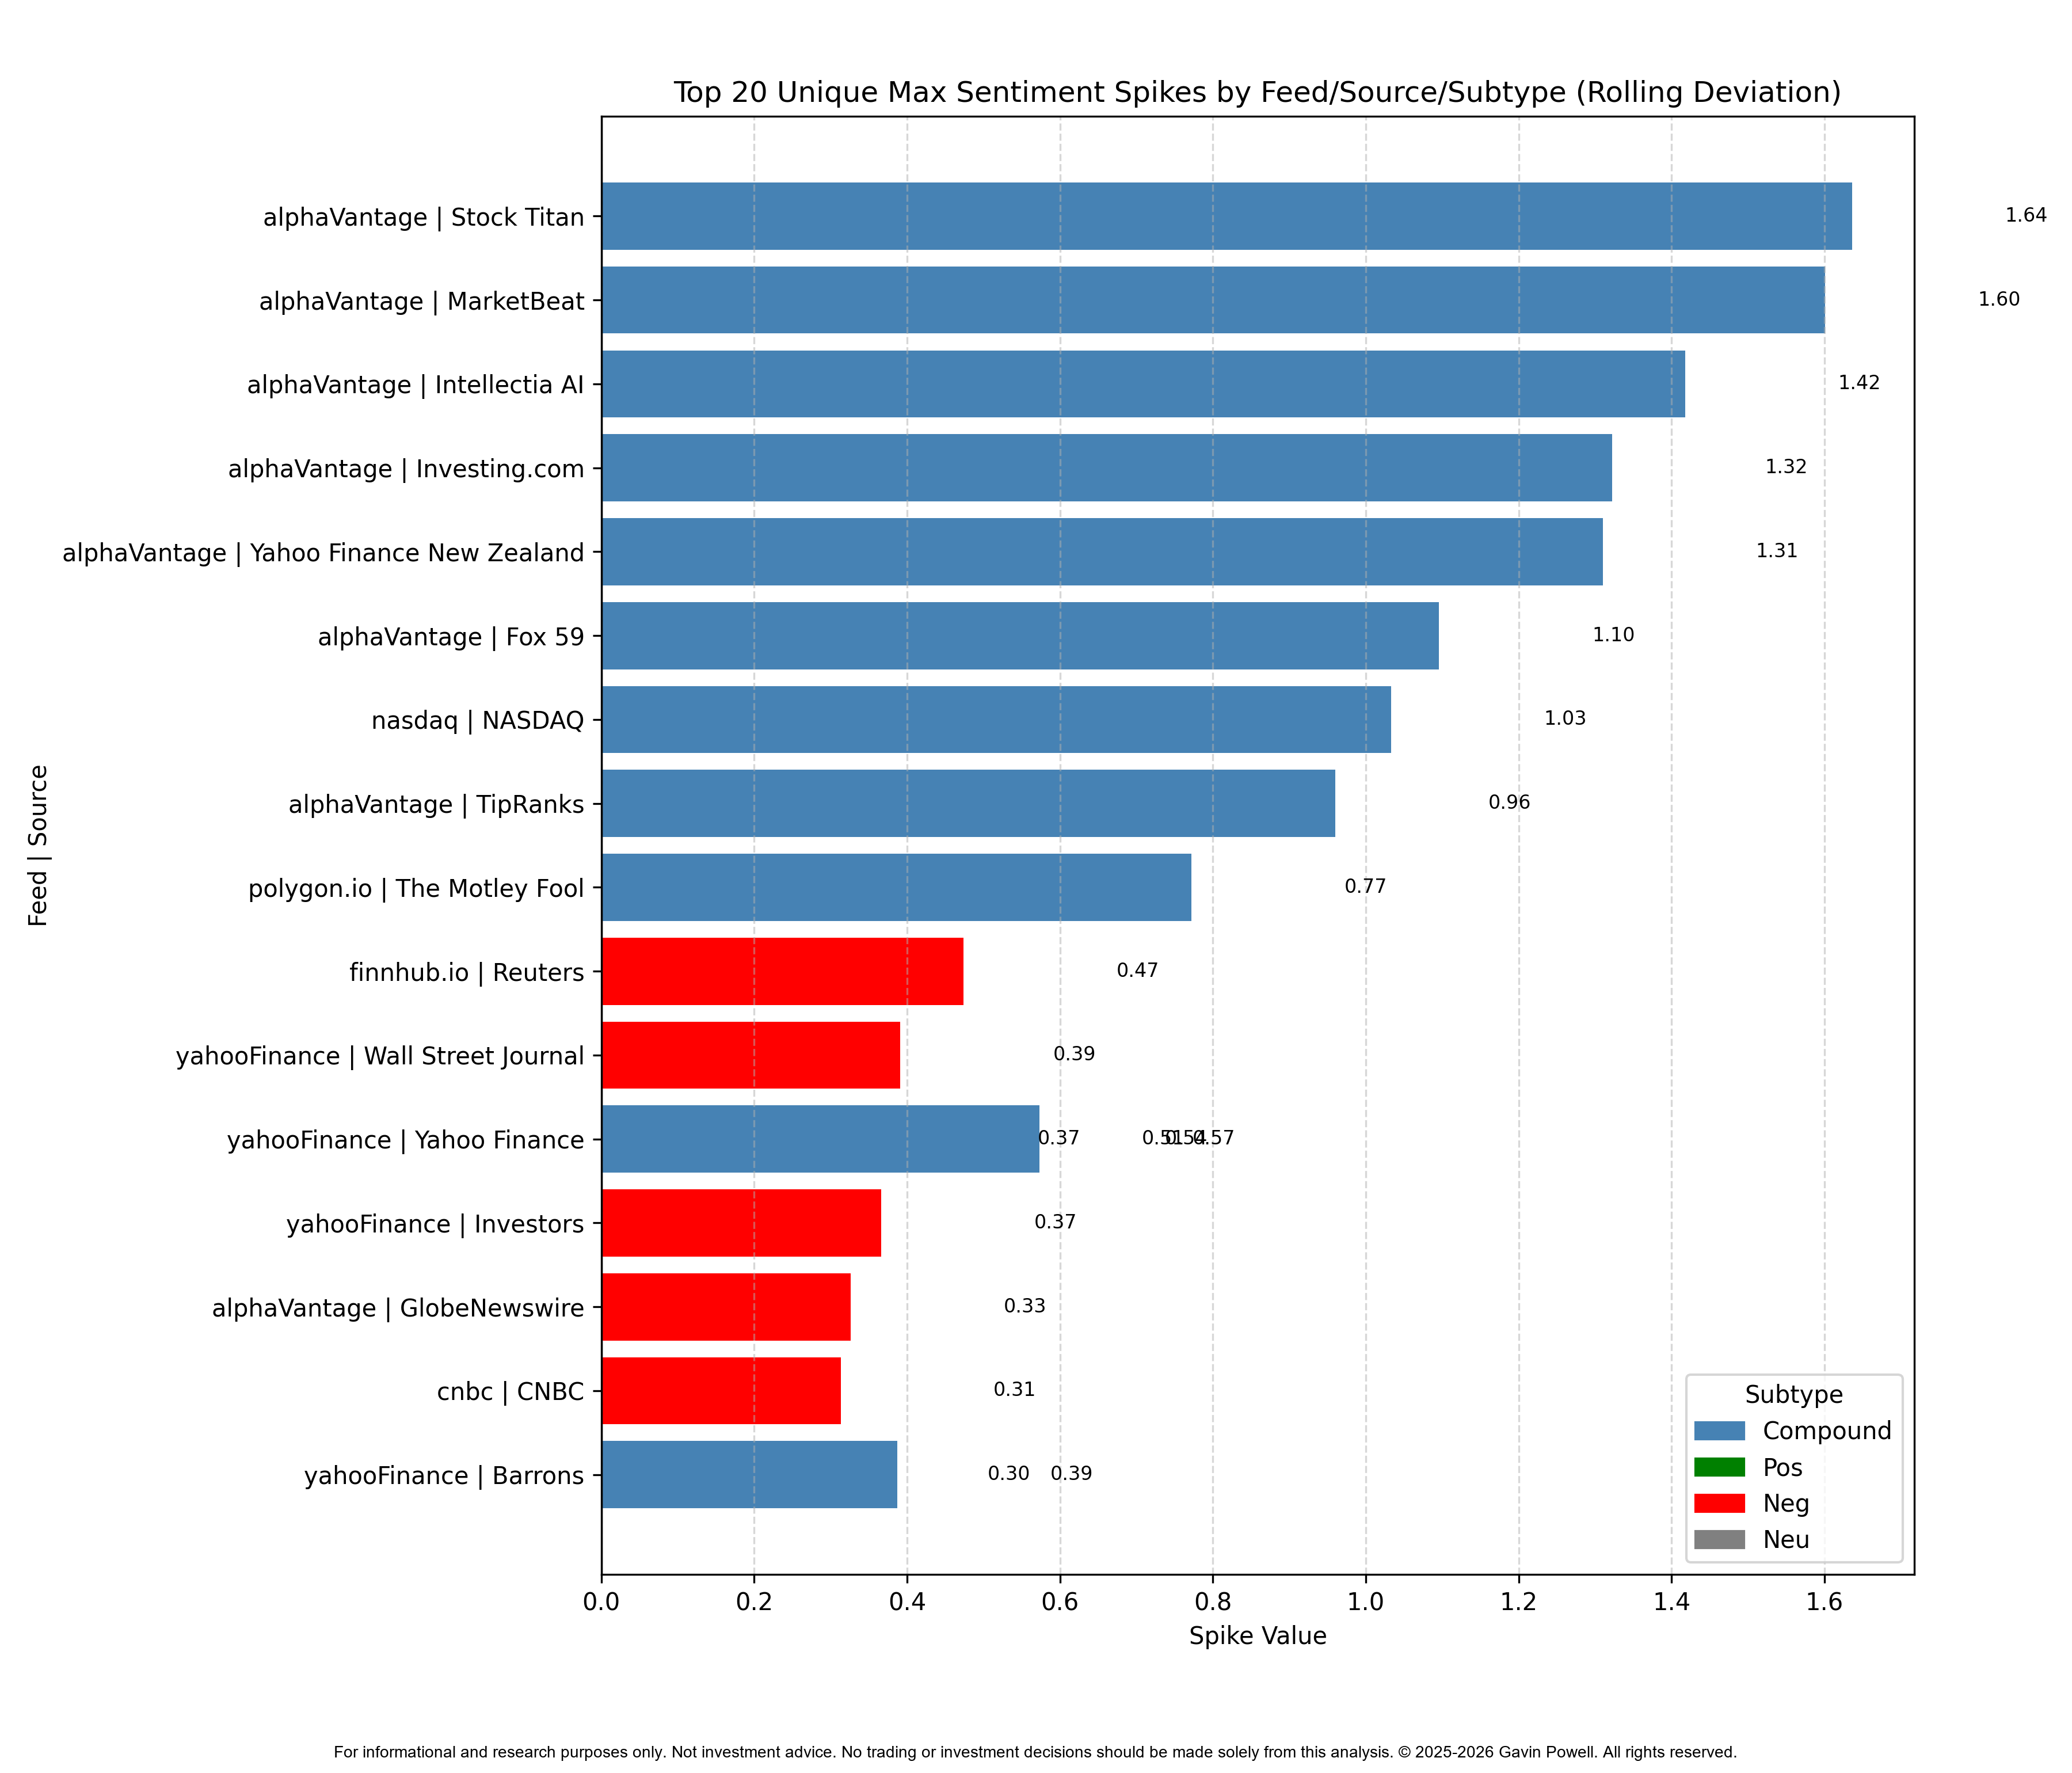 Top 20 Unique Max Sentiment Spikes by Feed/Source/Subtype (Rolling Deviation)
alphaVantage | Stock Titan
1.64
alphaVantage | MarketBeat
1.60
alphaVantage | Intellectia AI
1.42
alphaVantage | Investing.com
1.32
alphaVantage | Yahoo Finance New Zealand
1.31
alphaVantage | Fox 59
1.10
nasdaq | NASDAQ
1.03
alphaVantage | TipRanks
0.96
polygon.io | The Motley Fool
0.77
finnhub.io | Reuters
0.47
yahooFinance | Wall Street Journal
0.39
yahooFinance | Yahoo Finance
0.37 0.51 0.54 0.57
yahooFinance | Investors
0.37
alphaVantage | GlobeNewswire
0.33
cnbc | CNBC
0.31
yahooFinance | Barrons
0.30 0.39
Feed | Source
Subtype
Compound
Pos
Neg
Neu
0.0 0.2 0.4 0.6 0.8 1.0 1.2 1.4 1.6
Spike Value
For informational and research purposes only. Not investment advice. No trading or investment decisions should be made solely from this analysis. © 2025-2026 Gavin Powell. All rights reserved.